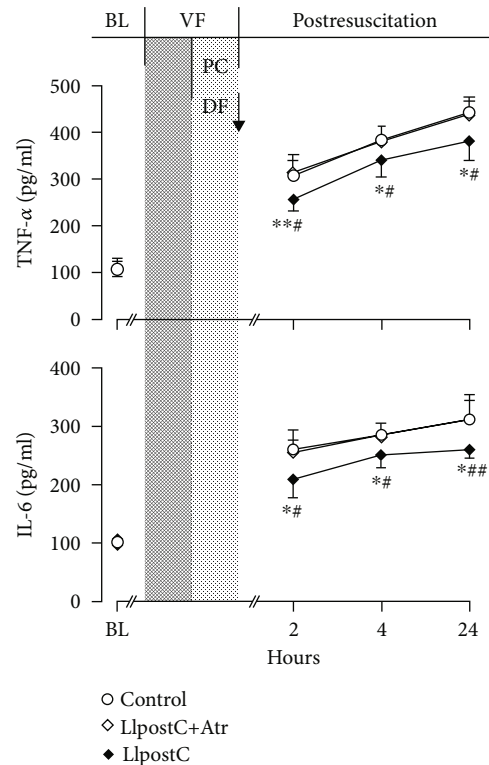 BL VF Postresuscitation
PC
DF
TNF-α (pg/ml)
500
400
300
200
100
0
**#
*#
*#
IL-6 (pg/ml)
400
300
200
100
0
*#
*#
*##
BL 2 4 24
Hours
Control
LlpostC+Atr
LlpostC